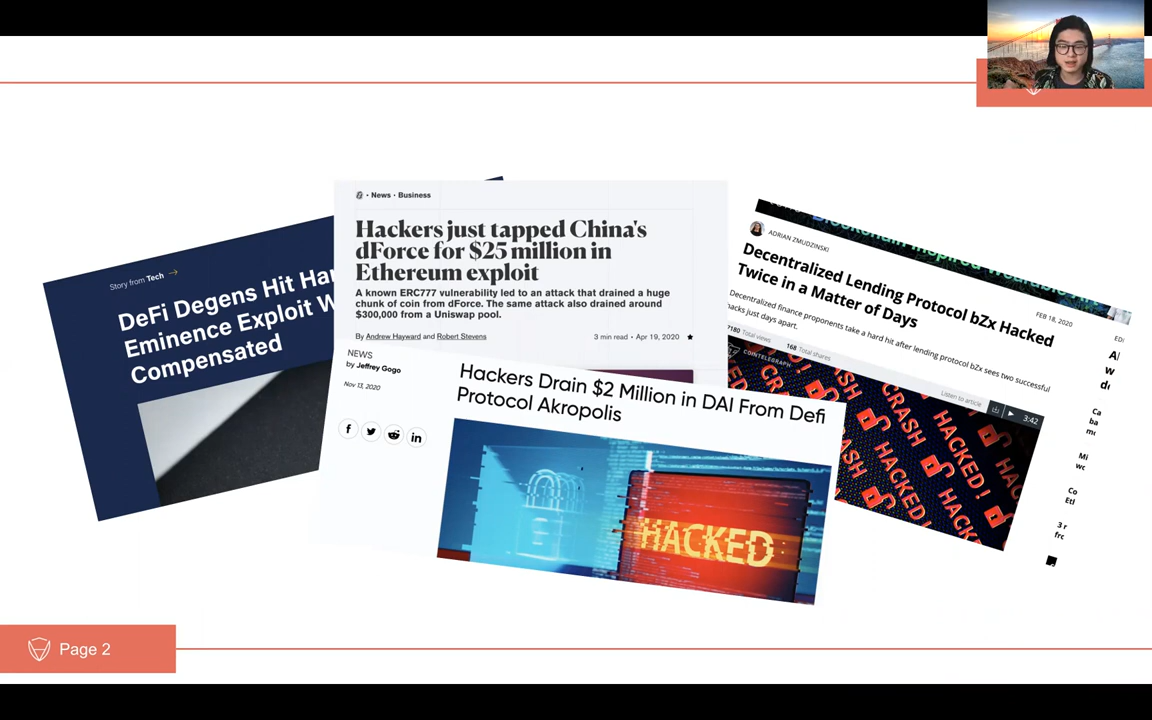 Story from Tech →
DeFi Degens Hit Ha
Eminence Exploit W
Compensated
• News • Business
Hackers just tapped China's
dForce for $25 million in
Ethereum exploit
A known ERC777 vulnerability led to an attack that drained a huge
chunk of coin from dForce. The same attack also drained around
$300,000 from a Uniswap pool.
By Andrew Hayward and Robert Stevens
3 min read • Apr 19, 2020
NEWS
by Jeffrey Gogo
Nov 13, 2020
Hackers Drain $2 Million in DAI From Defi
Protocol Akropolis
HACKED
ADRIAN ZMUDZINSKI
FEB 18, 2020
Decentralized Lending Protocol bZx Hacked
Twice in a Matter of Days
Decentralized finance proponents take a hard hit after lending protocol bZx sees two successful
hacks just days apart.
7180 Total views
168 Total shares
Listen to article
3:42
COINTELEGRAPH
CRASH HACKED!
CRASH HACKED!
Page 2